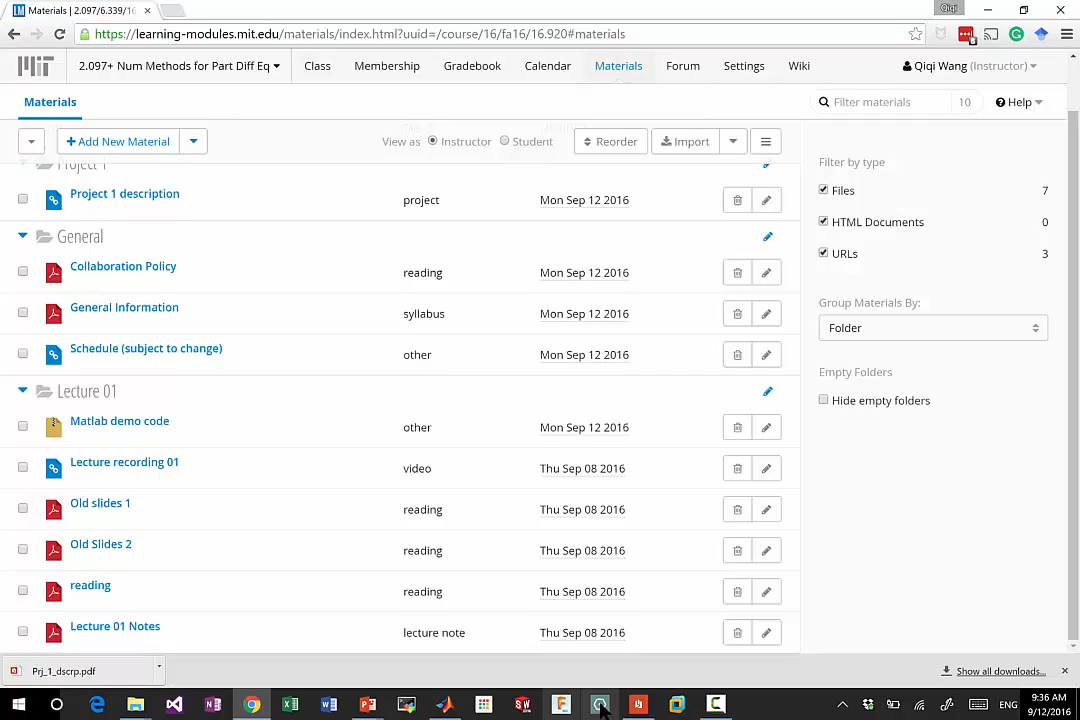 Materials | 2.097/6.339/16
Qiqi
https://learning-modules.mit.edu/materials/index.html?uuid=/course/16/fa16/16.920#materials
2.097+ Num Methods for Part Diff Eq
Class
Membership
Gradebook
Calendar
Materials
Forum
Settings
Wiki
Qiqi Wang (Instructor)
Materials
Filter materials
10
Help
Add New Material
View as
Instructor
Student
Reorder
Import
Project 1
Project 1 description
project
Mon Sep 12 2016
General
Collaboration Policy
reading
Mon Sep 12 2016
General Information
syllabus
Mon Sep 12 2016
Schedule (subject to change)
other
Mon Sep 12 2016
Lecture 01
Matlab demo code
other
Mon Sep 12 2016
Lecture recording 01
video
Thu Sep 08 2016
Old slides 1
reading
Thu Sep 08 2016
Old Slides 2
reading
Thu Sep 08 2016
reading
reading
Thu Sep 08 2016
Lecture 01 Notes
lecture note
Thu Sep 08 2016
Filter by type
Files
7
HTML Documents
0
URLs
3
Group Materials By:
Folder
Empty Folders
Hide empty folders
Prj_1_dscrp.pdf
Show all downloads...
ENG
9:36 AM
9/12/2016